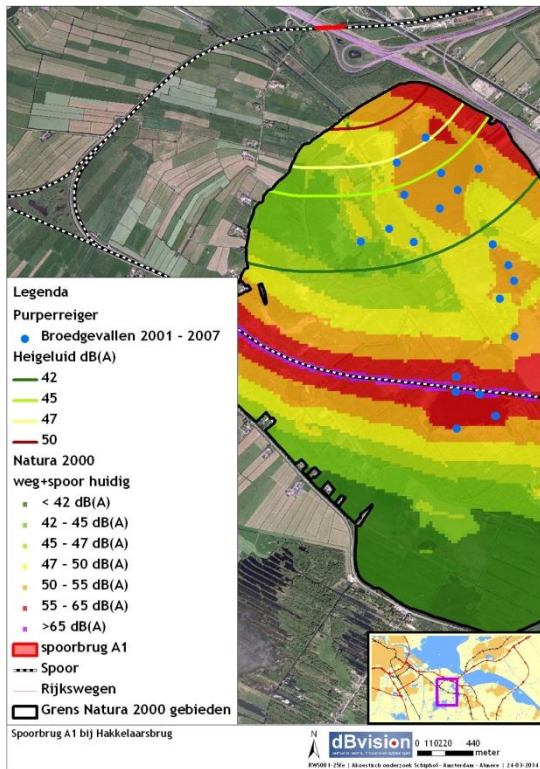 Legenda
Purperreiger
Broedgevallen 2001 - 2007
Heigeluid dB(A)
42
45
47
50
Natura 2000
weg+spoor huidig
< 42 dB(A)
42 - 45 dB(A)
45 - 47 dB(A)
47 - 50 dB(A)
50 - 55 dB(A)
55 - 65 dB(A)
>65 dB(A)
spoorbrug A1
Spoor
Rijkswegen
Grens Natura 2000 gebieden
Spoorbrug A1 bij Hakkelaarsbrug
N
dBvision
0 110220 440
meter
RWS001-25fe | Akoestisch onderzoek Schiphol - Amsterdam - Almere | 24-03-2014